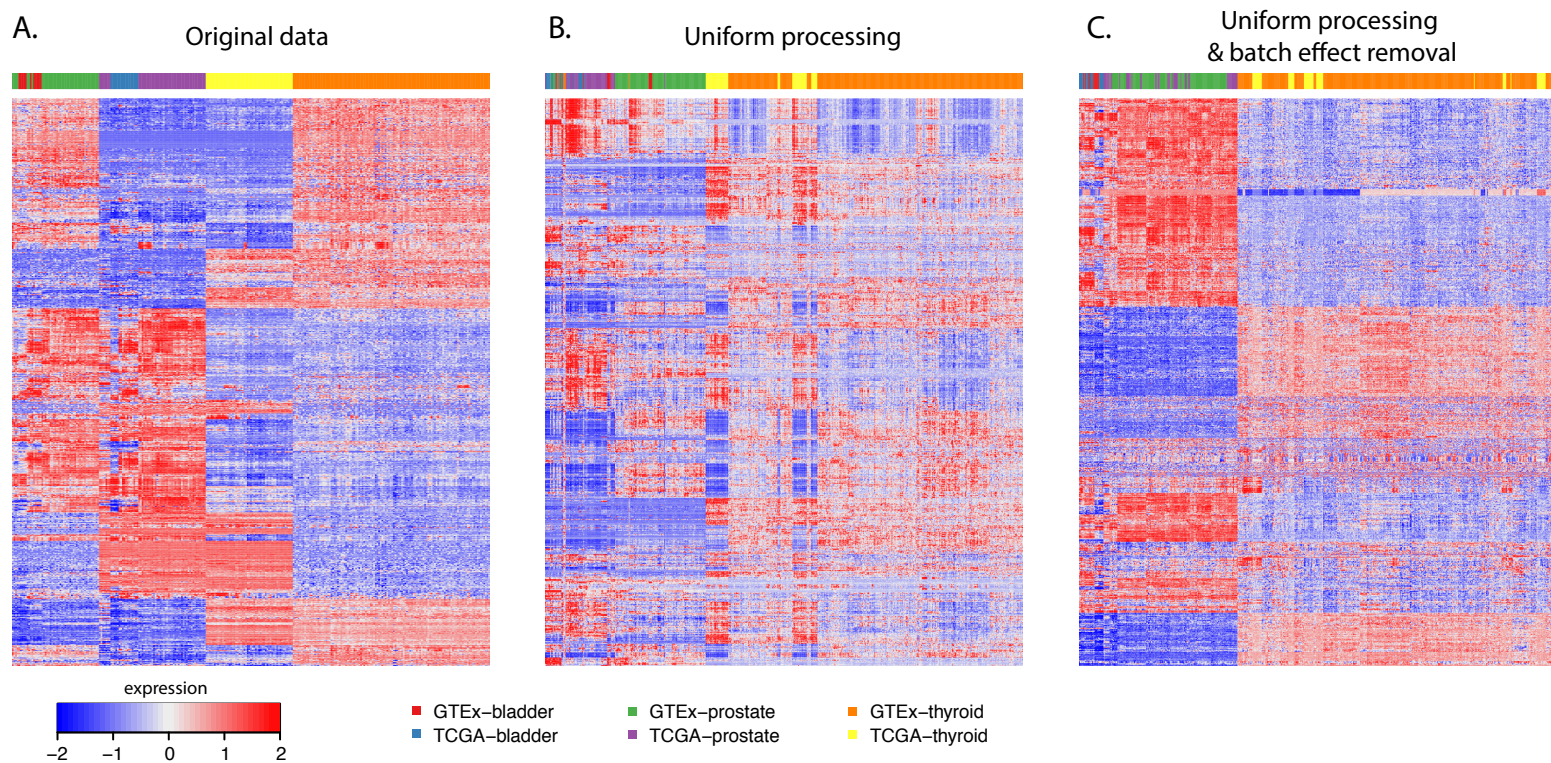 A.
Original data
B.
Uniform processing
C.
Uniform processing
& batch effect removal
expression
−2 −1 0 1 2
GTEx−bladder
GTEx−prostate
GTEx−thyroid
TCGA−bladder
TCGA−prostate
TCGA−thyroid